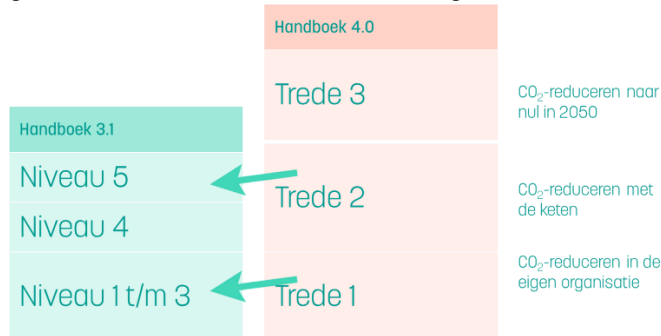 Handboek 4.0
Trede 3
CO₂-reduceren naar
nul in 2050
Handboek 3.1
Niveau 5
Niveau 4
Trede 2
CO₂-reduceren met
de keten
Niveau 1 t/m 3
Trede 1
CO₂-reduceren in de
eigen organisatie